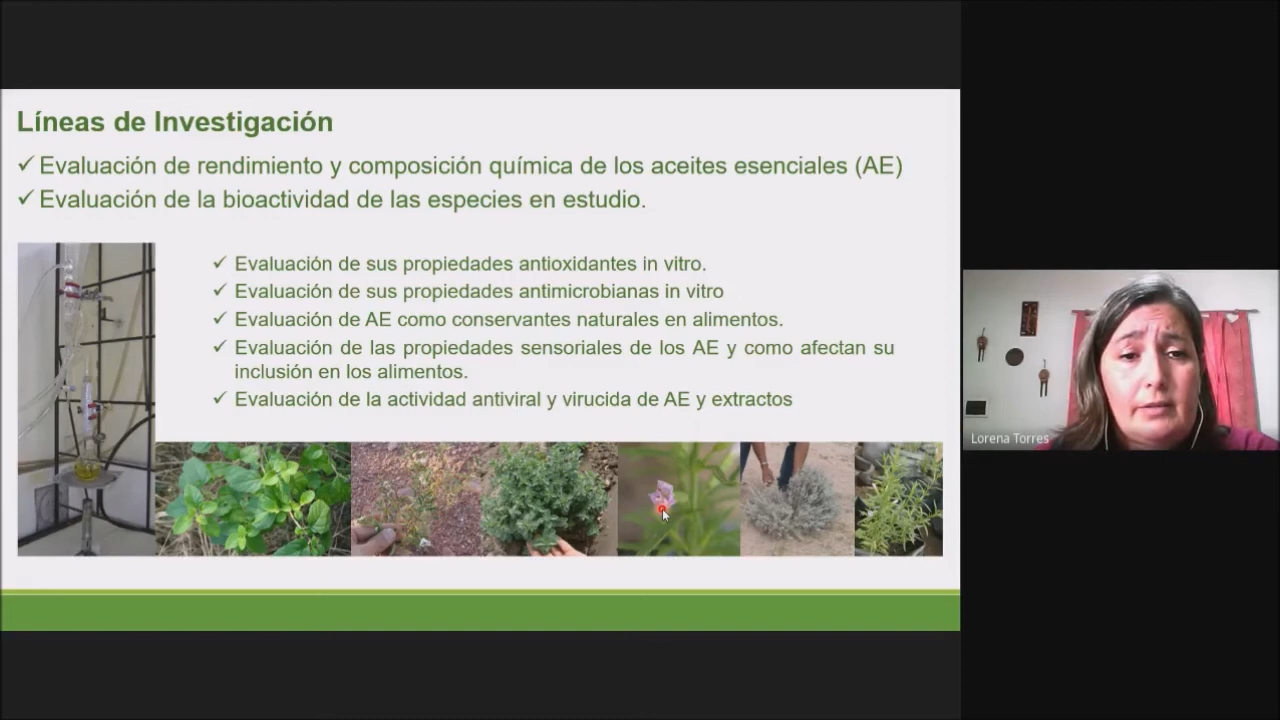 Líneas de Investigación
✓ Evaluación de rendimiento y composición química de los aceites esenciales (AE)
✓ Evaluación de la bioactividad de las especies en estudio.
✓ Evaluación de sus propiedades antioxidantes in vitro.
✓ Evaluación de sus propiedades antimicrobianas in vitro
✓ Evaluación de AE como conservantes naturales en alimentos.
✓ Evaluación de las propiedades sensoriales de los AE y como afectan su
inclusión en los alimentos.
✓ Evaluación de la actividad antiviral y virucida de AE y extractos
Lorena Torres